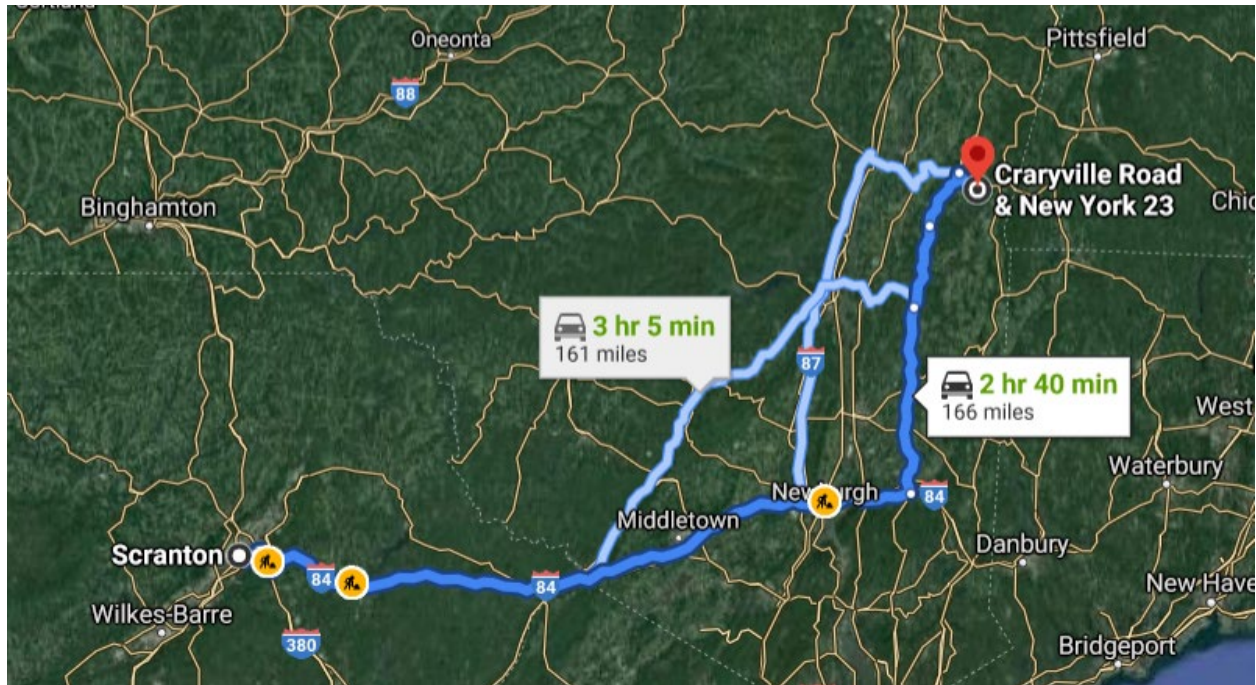 Oneonta
Pittsfield
88
Craryville Road
& New York 23
Binghamton
3 hr 5 min
161 miles
87
2 hr 40 min
166 miles
Waterbury
Newburgh
84
Middletown
Danbury
Scranton
84
84
New Have
Wilkes-Barre
380
Bridgeport
West
Chic